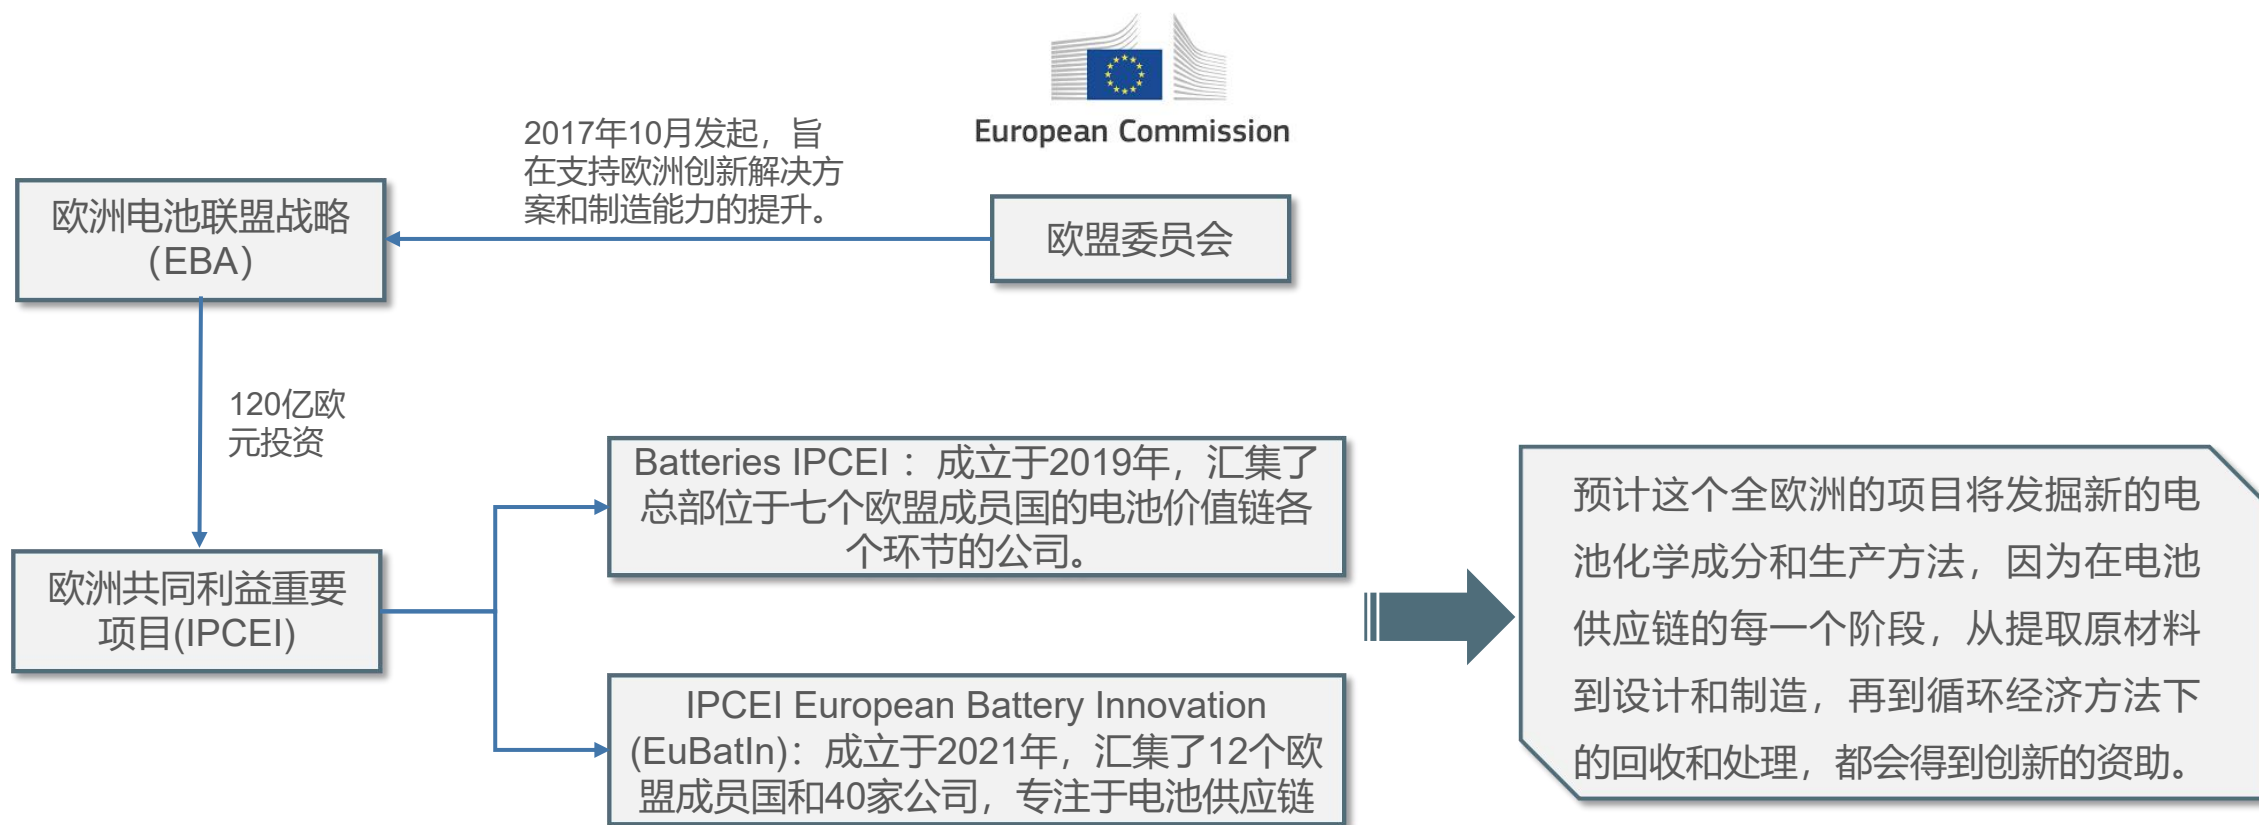 European Commission
2017年10月发起，旨
在支持欧洲创新解决方
案和制造能力的提升。
欧洲电池联盟战略
（EBA）
欧盟委员会
120亿欧
元投资
欧洲共同利益重要
项目(IPCEI)
Batteries IPCEI ：成立于2019年，汇集了
总部位于七个欧盟成员国的电池价值链各
个环节的公司。
IPCEI European Battery Innovation
(EuBatIn)：成立于2021年，汇集了12个欧
盟成员国和40家公司，专注于电池供应链
预计这个全欧洲的项目将发掘新的电
池化学成分和生产方法，因为在电池
供应链的每一个阶段，从提取原材料
到设计和制造，再到循环经济方法下
的回收和处理，都会得到创新的资助。